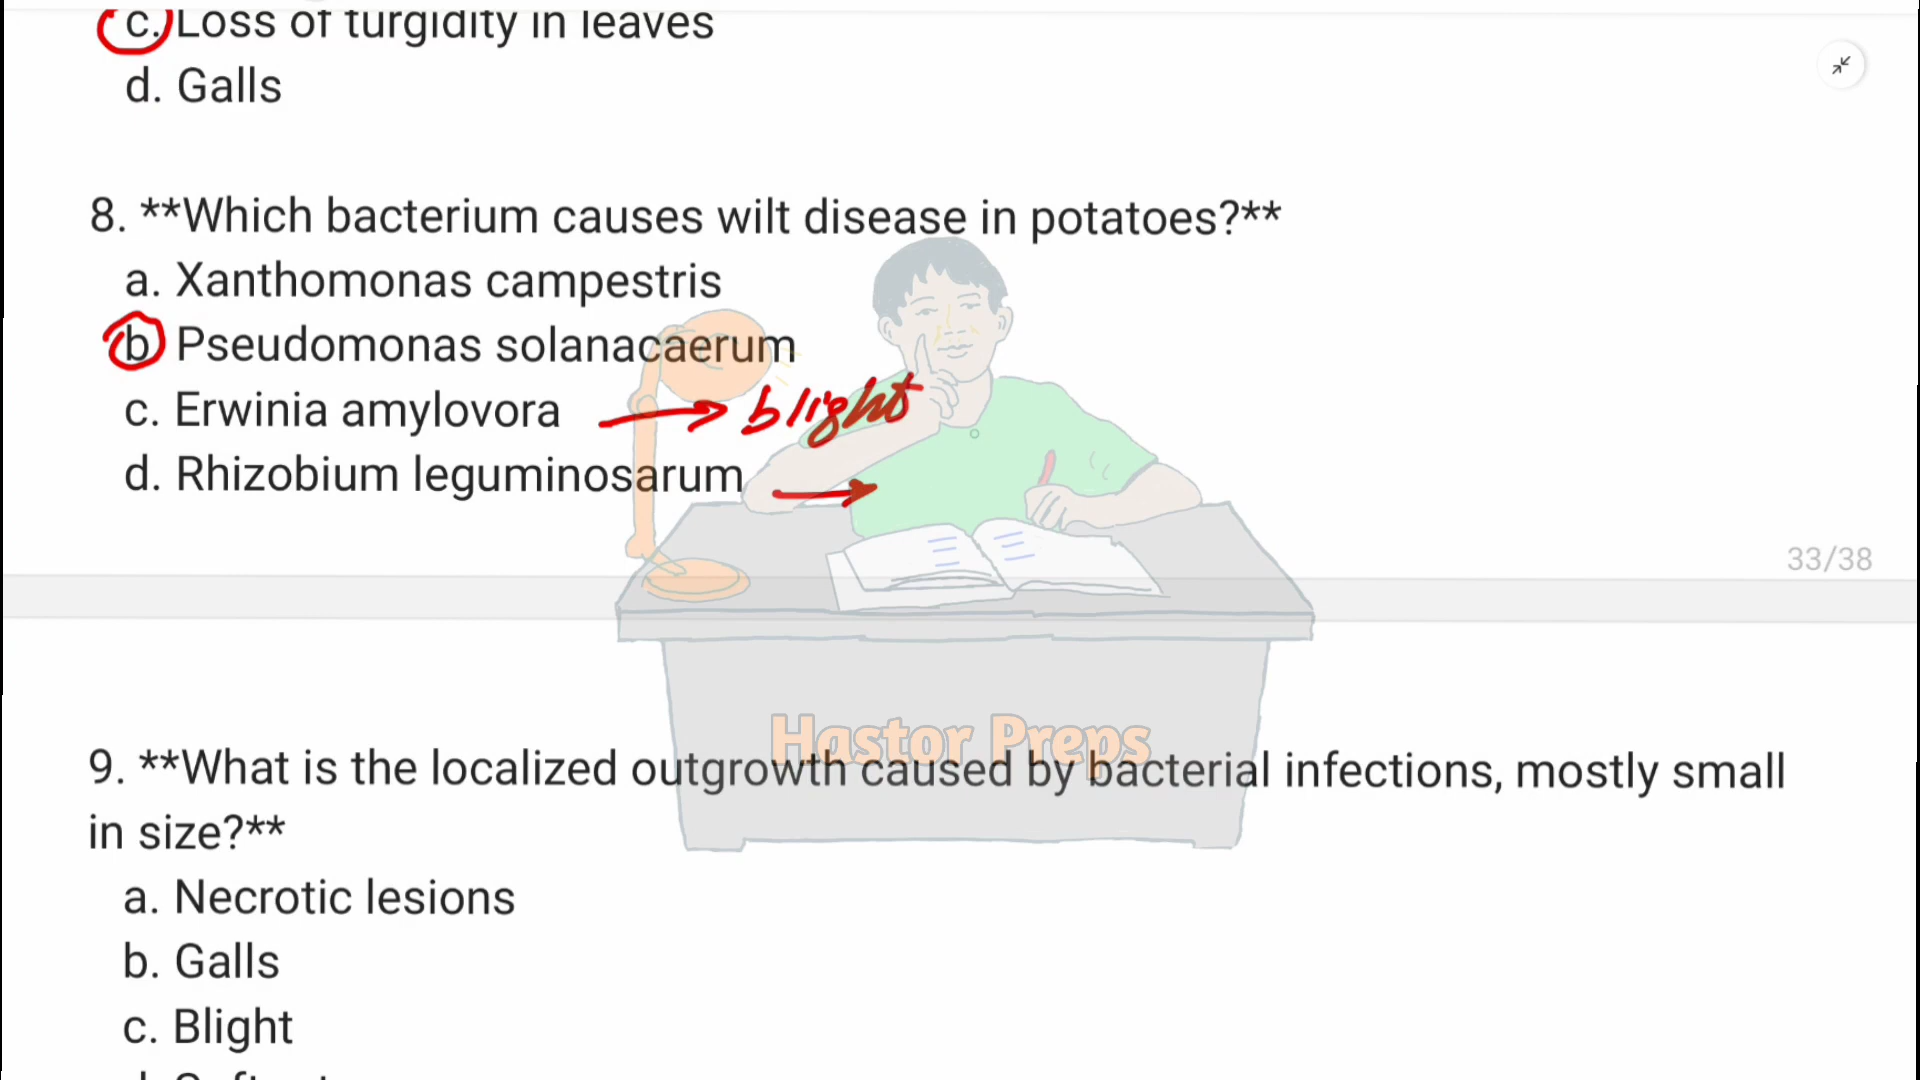 c. Loss of turgidity in leaves
d. Galls
8. **Which bacterium causes wilt disease in potatoes?**
a. Xanthomonas campestris
b Pseudomonas solanacaerum
c. Erwinia amylovora → blight
d. Rhizobium leguminosarum →
33/38
Hastor Preps
9. **What is the localized outgrowth caused by bacterial infections, mostly small
in size?**
a. Necrotic lesions
b. Galls
c. Blight